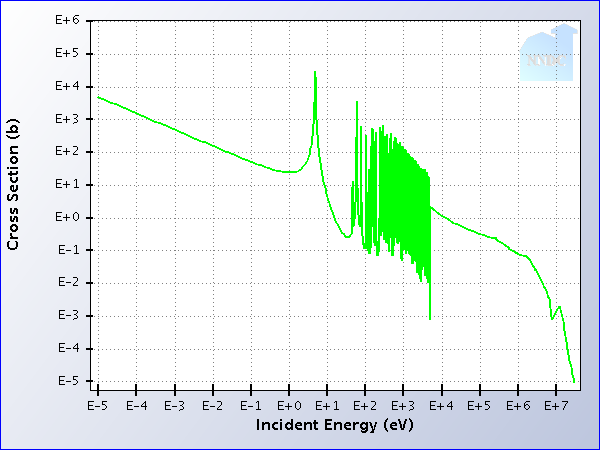 E+6
E+5
E+4
E+3
E+2
E+1
E+0
E-1
E-2
E-3
E-4
E-5
Cross Section (b)
NNDC
E-5 E-4 E-3 E-2 E-1 E+0 E+1 E+2 E+3 E+4 E+5 E+6 E+7
Incident Energy (eV)